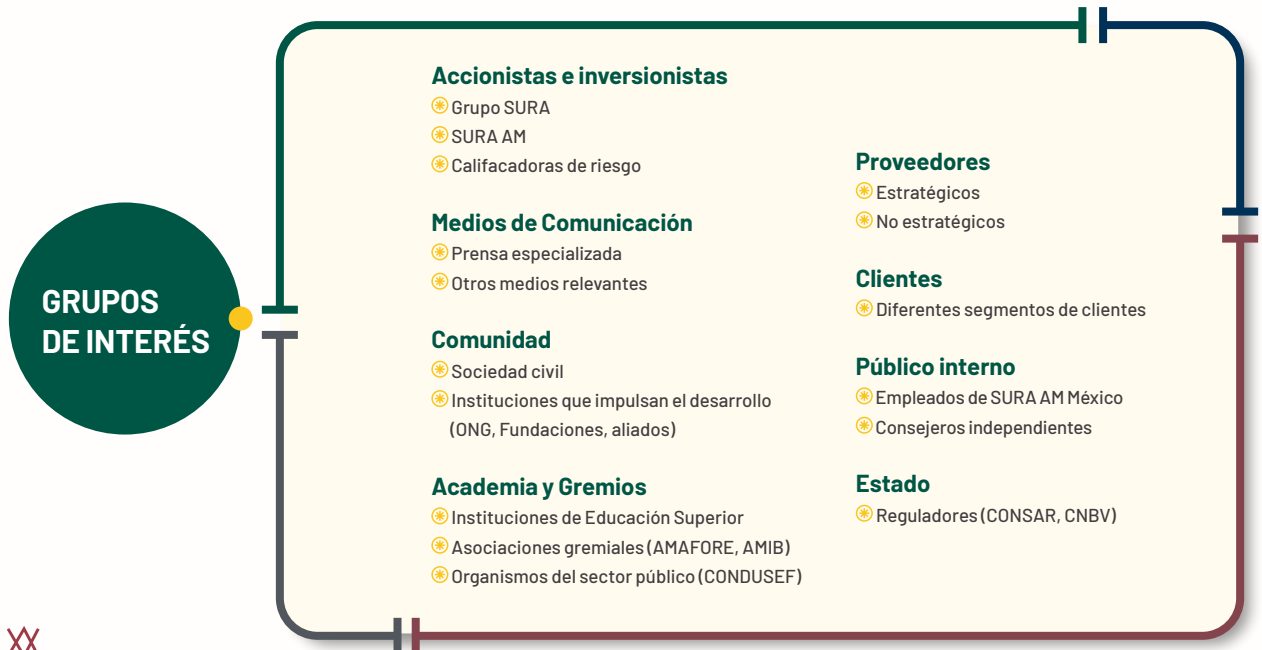 GRUPOS
DE INTERÉS
Accionistas e inversionistas
Grupo SURA
SURA AM
Califacadoras de riesgo
Medios de Comunicación
Prensa especializada
Otros medios relevantes
Comunidad
Sociedad civil
Instituciones que impulsan el desarrollo
(ONG, Fundaciones, aliados)
Academia y Gremios
Instituciones de Educación Superior
Asociaciones gremiales (AMAFORE, AMIB)
Organismos del sector público (CONDUSEF)
Proveedores
Estratégicos
No estratégicos
Clientes
Diferentes segmentos de clientes
Público interno
Empleados de SURA AM México
Consejeros independientes
Estado
Reguladores (CONSAR, CNBV)